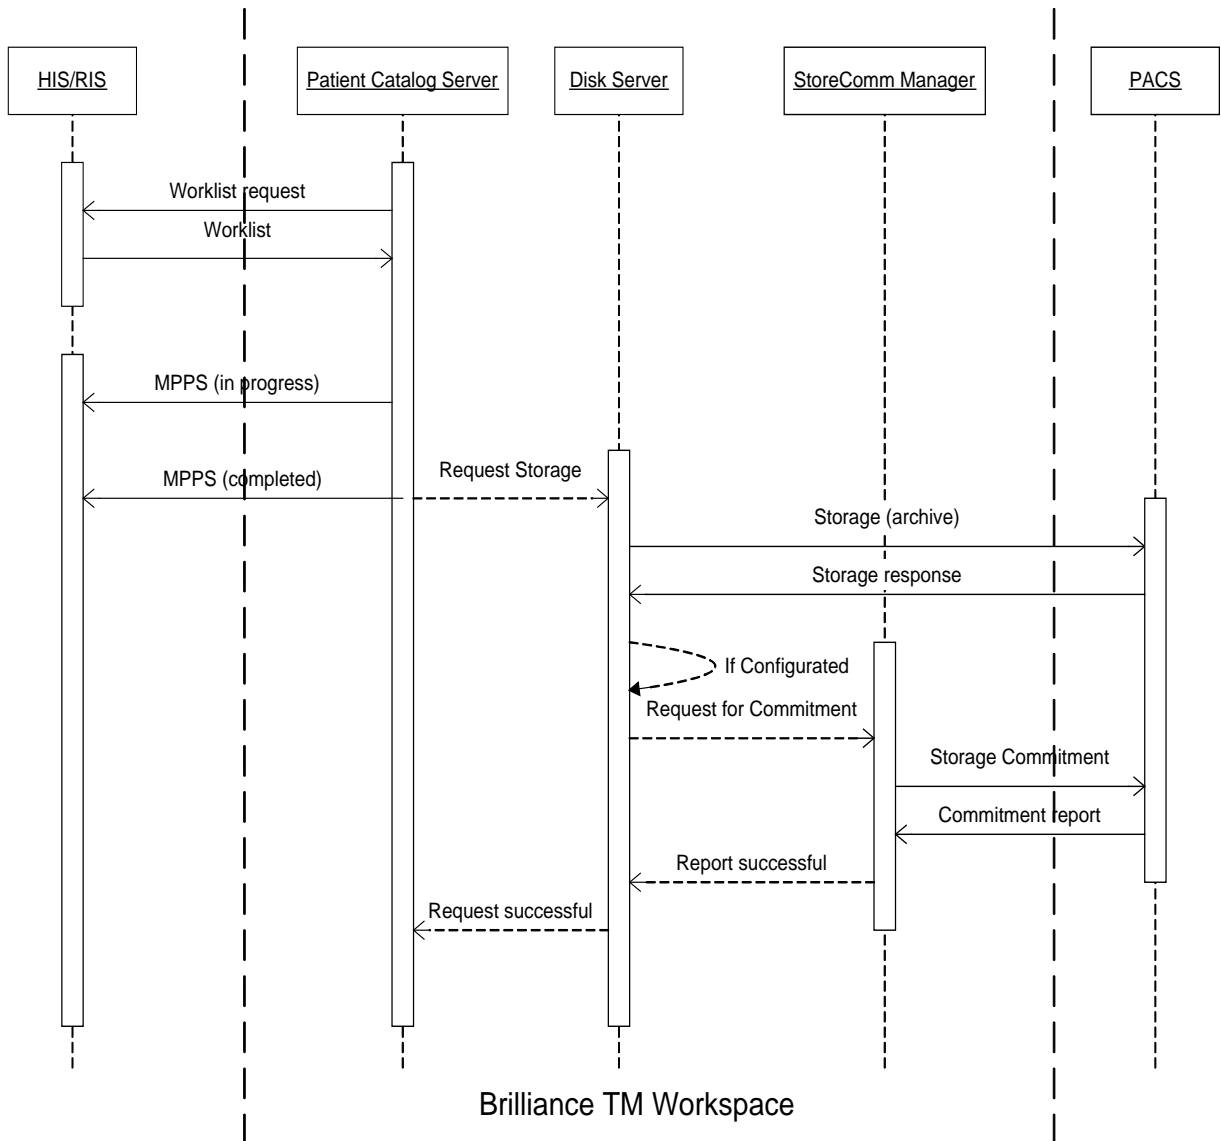 HIS/RIS
Patient Catalog Server
Disk Server
StoreComm Manager
PACS
Worklist request
Worklist
MPPS (in progress)
MPPS (completed)
Request Storage
Storage (archive)
Storage response
If Configurated
Request for Commitment
Storage Commitment
Commitment report
Report successful
Request successful
Brilliance TM Workspace